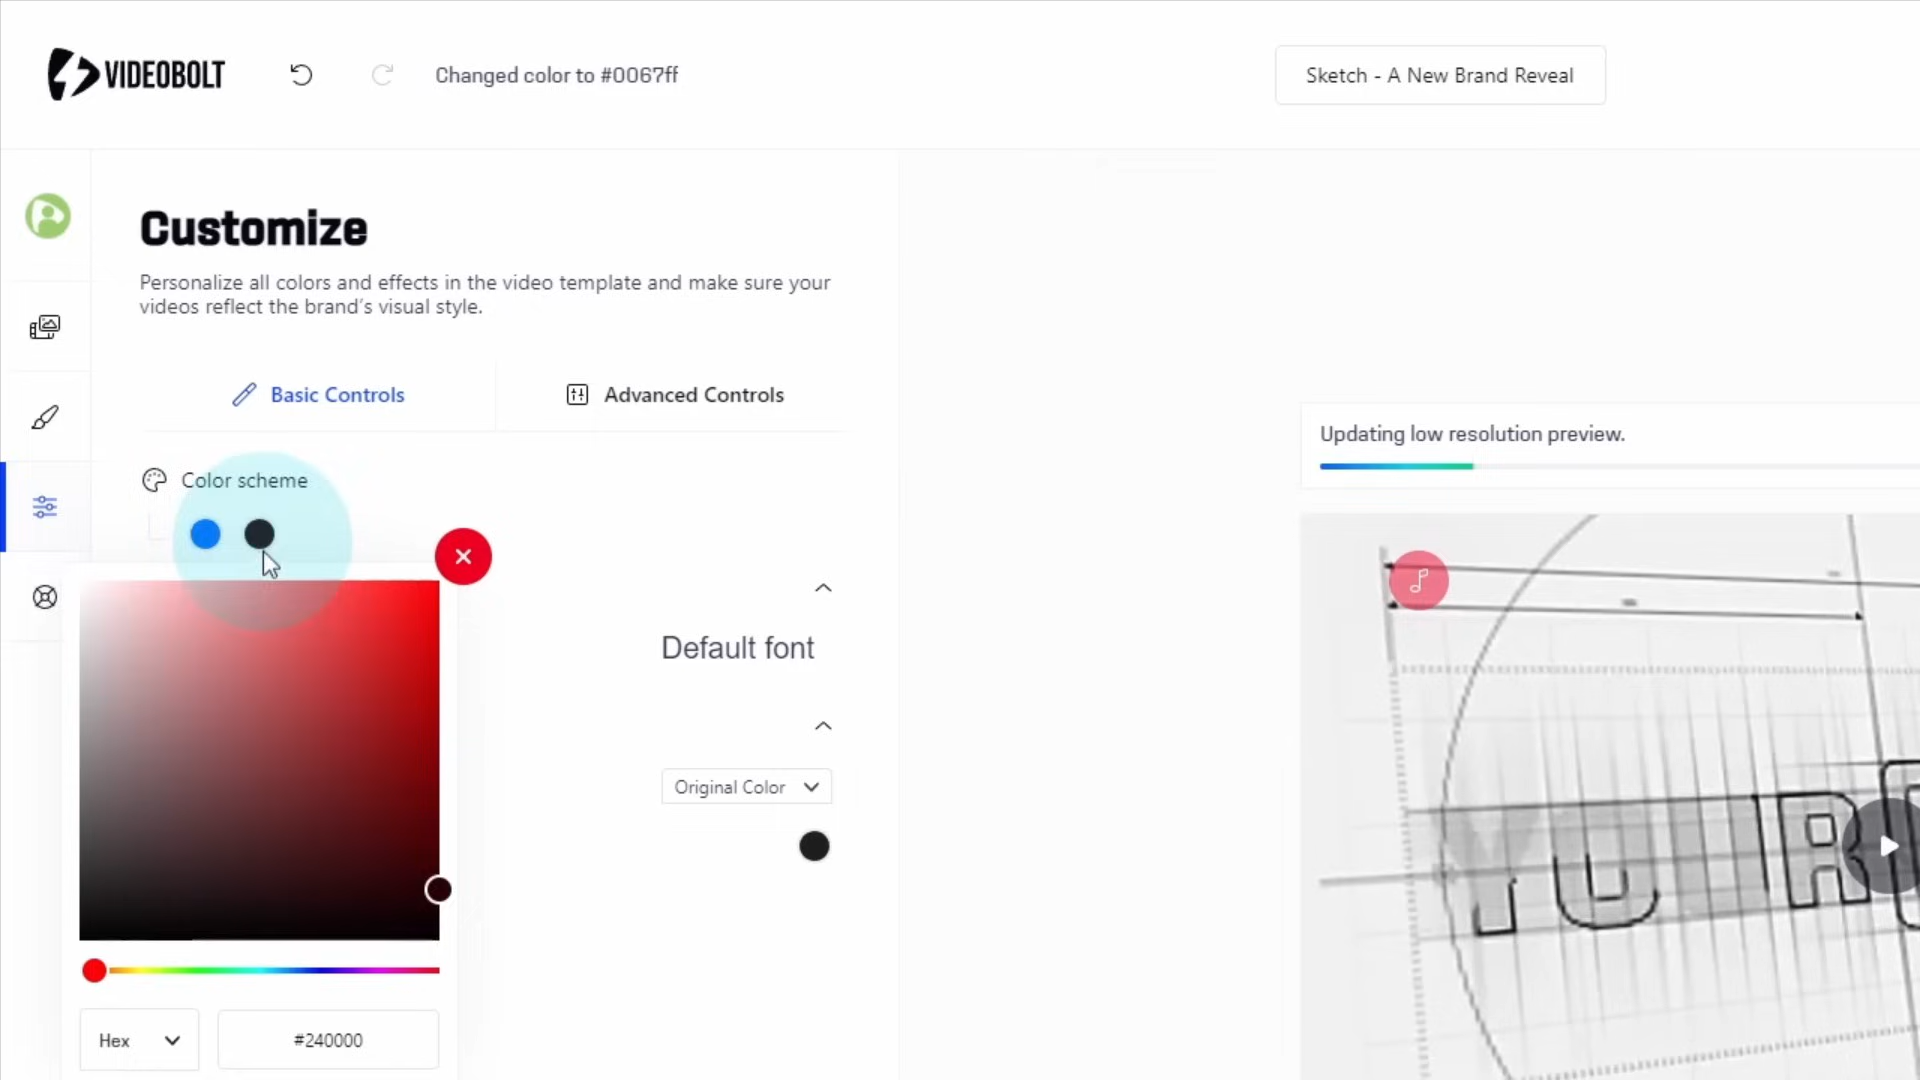 VIDEOBOLT
Changed color to #0067ff
Sketch - A New Brand Reveal
Customize
Personalize all colors and effects in the video template and make sure your
videos reflect the brand's visual style.
Basic Controls
Advanced Controls
Color scheme
Updating low resolution preview.
Default font
Original Color
Hex
#240000